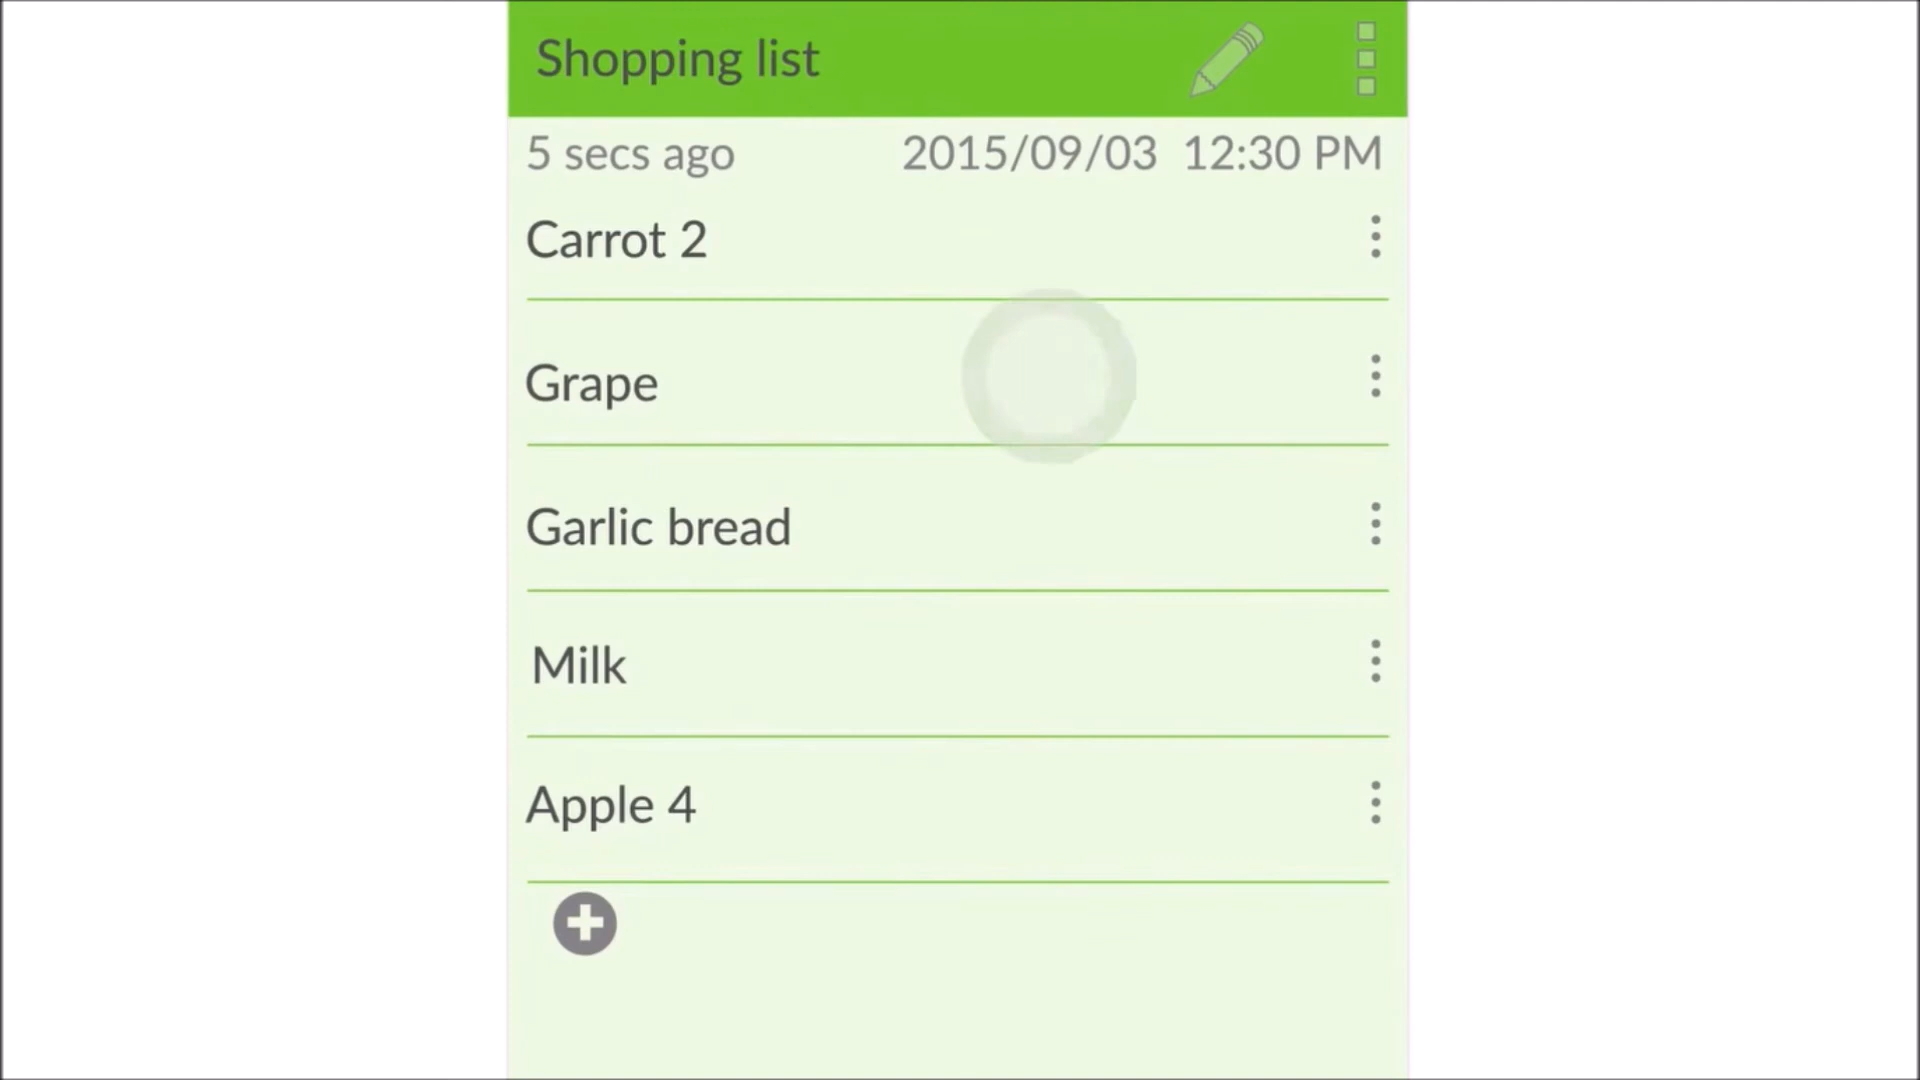 Shopping list
5 secs ago 2015/09/03 12:30 PM
Carrot 2
Grape
Garlic bread
Milk
Apple 4